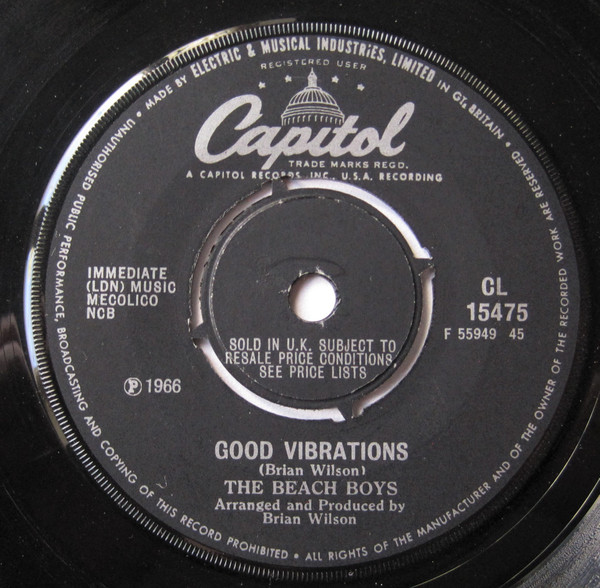 MADE BY ELECTRIC & MUSICAL INDUSTRIES, LIMITED IN GT. BRITAIN •
REGISTERED USER
Capitol
TRADE MARKS REGD.
A CAPITOL RECORDS, INC., U.S.A. RECORDING
IMMEDIATE
(LDN) MUSIC
MECOLICO
NCB
Ⓟ 1966
CL
15475
F 55949 45
SOLD IN U.K. SUBJECT TO
RESALE PRICE CONDITIONS,
SEE PRICE LISTS
GOOD VIBRATIONS
(Brian Wilson)
THE BEACH BOYS
Arranged and Produced by
Brian Wilson
ALL RIGHTS OF THE MANUFACTURER AND OF THE OWNER OF THE RECORDED WORK ARE RESERVED •
UNAUTHORISED PUBLIC PERFORMANCE, BROADCASTING AND COPYING OF THIS RECORD PROHIBITED •